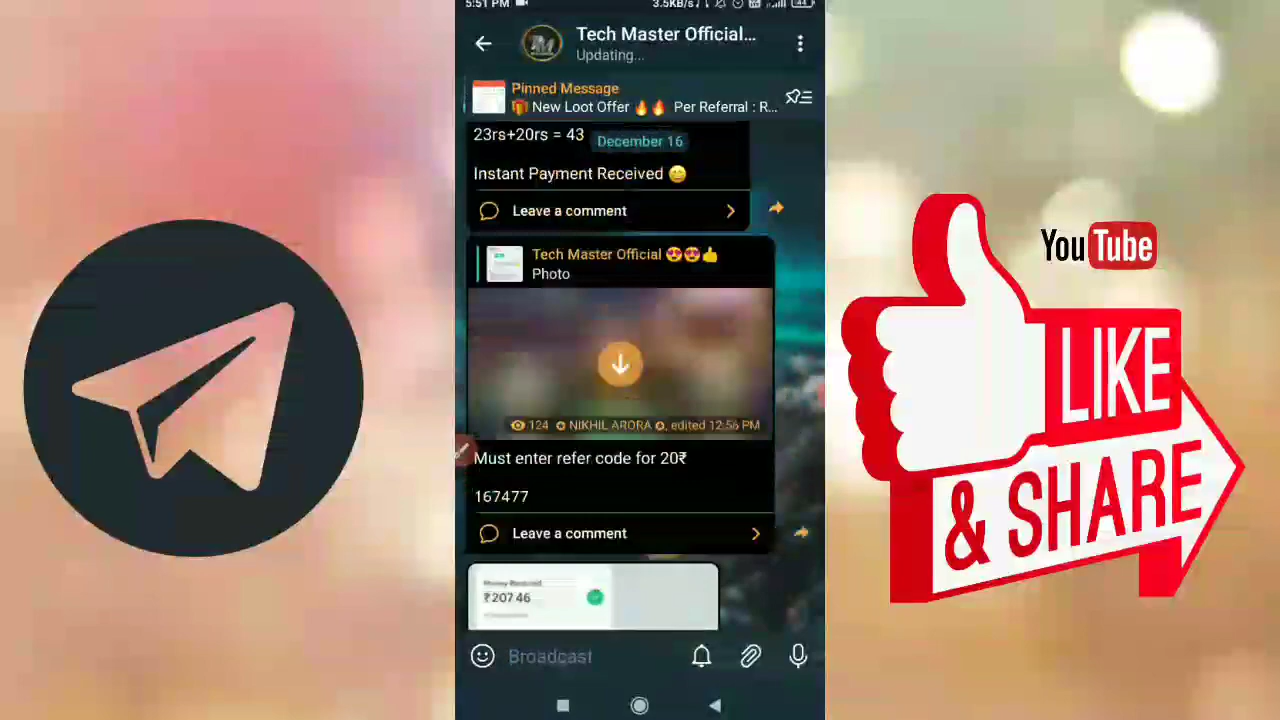 5:51 PM
3.5KB/s
44
Tech Master Official...
Updating...
Pinned Message
🎁 New Loot Offer 🔥🔥 Per Referral : R...
23rs+20rs = 43
December 16
Instant Payment Received 😄
Leave a comment
Tech Master Official 😍😍👍
Photo
124 ✪ NIKHIL ARORA ✪, edited 12:56 PM
Must enter refer code for 20₹
167477
Leave a comment
Money Received
₹207.46
Broadcast
YouTube
LIKE
& SHARE